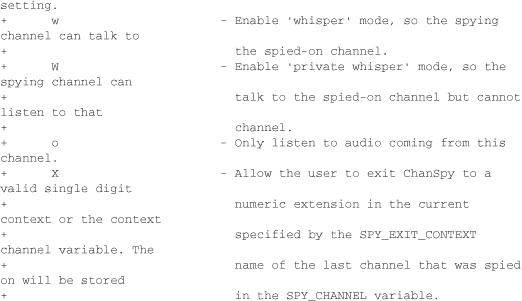 setting.
+ w - Enable 'whisper' mode, so the spying
channel can talk to
+ the spied-on channel.
+ W - Enable 'private whisper' mode, so the
spying channel can
+ talk to the spied-on channel but cannot
listen to that
+ channel.
+ o - Only listen to audio coming from this
channel.
+ X - Allow the user to exit ChanSpy to a
valid single digit
+ numeric extension in the current
context or the context
+ specified by the SPY_EXIT_CONTEXT
channel variable. The
+ name of the last channel that was spied
on will be stored
+ in the SPY_CHANNEL variable.